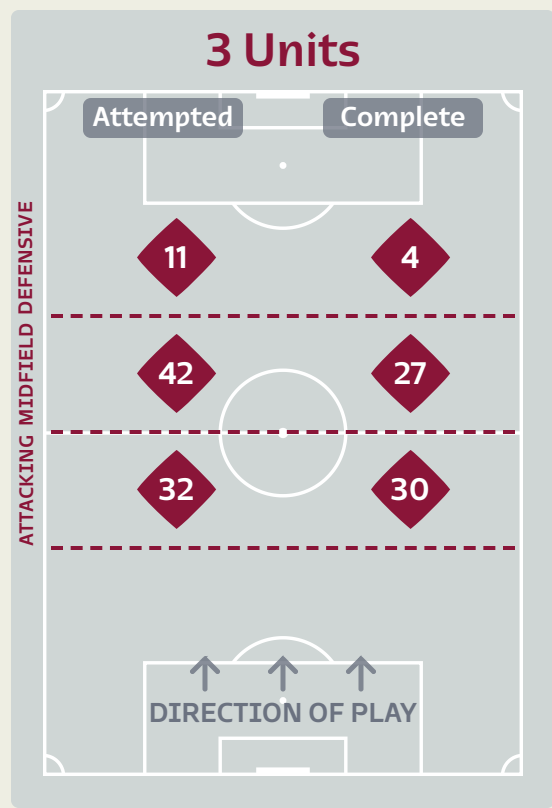 3 Units
Attempted Complete
11 4
42 27
32 30
ATTACKING MIDFIELD DEFENSIVE
DIRECTION OF PLAY